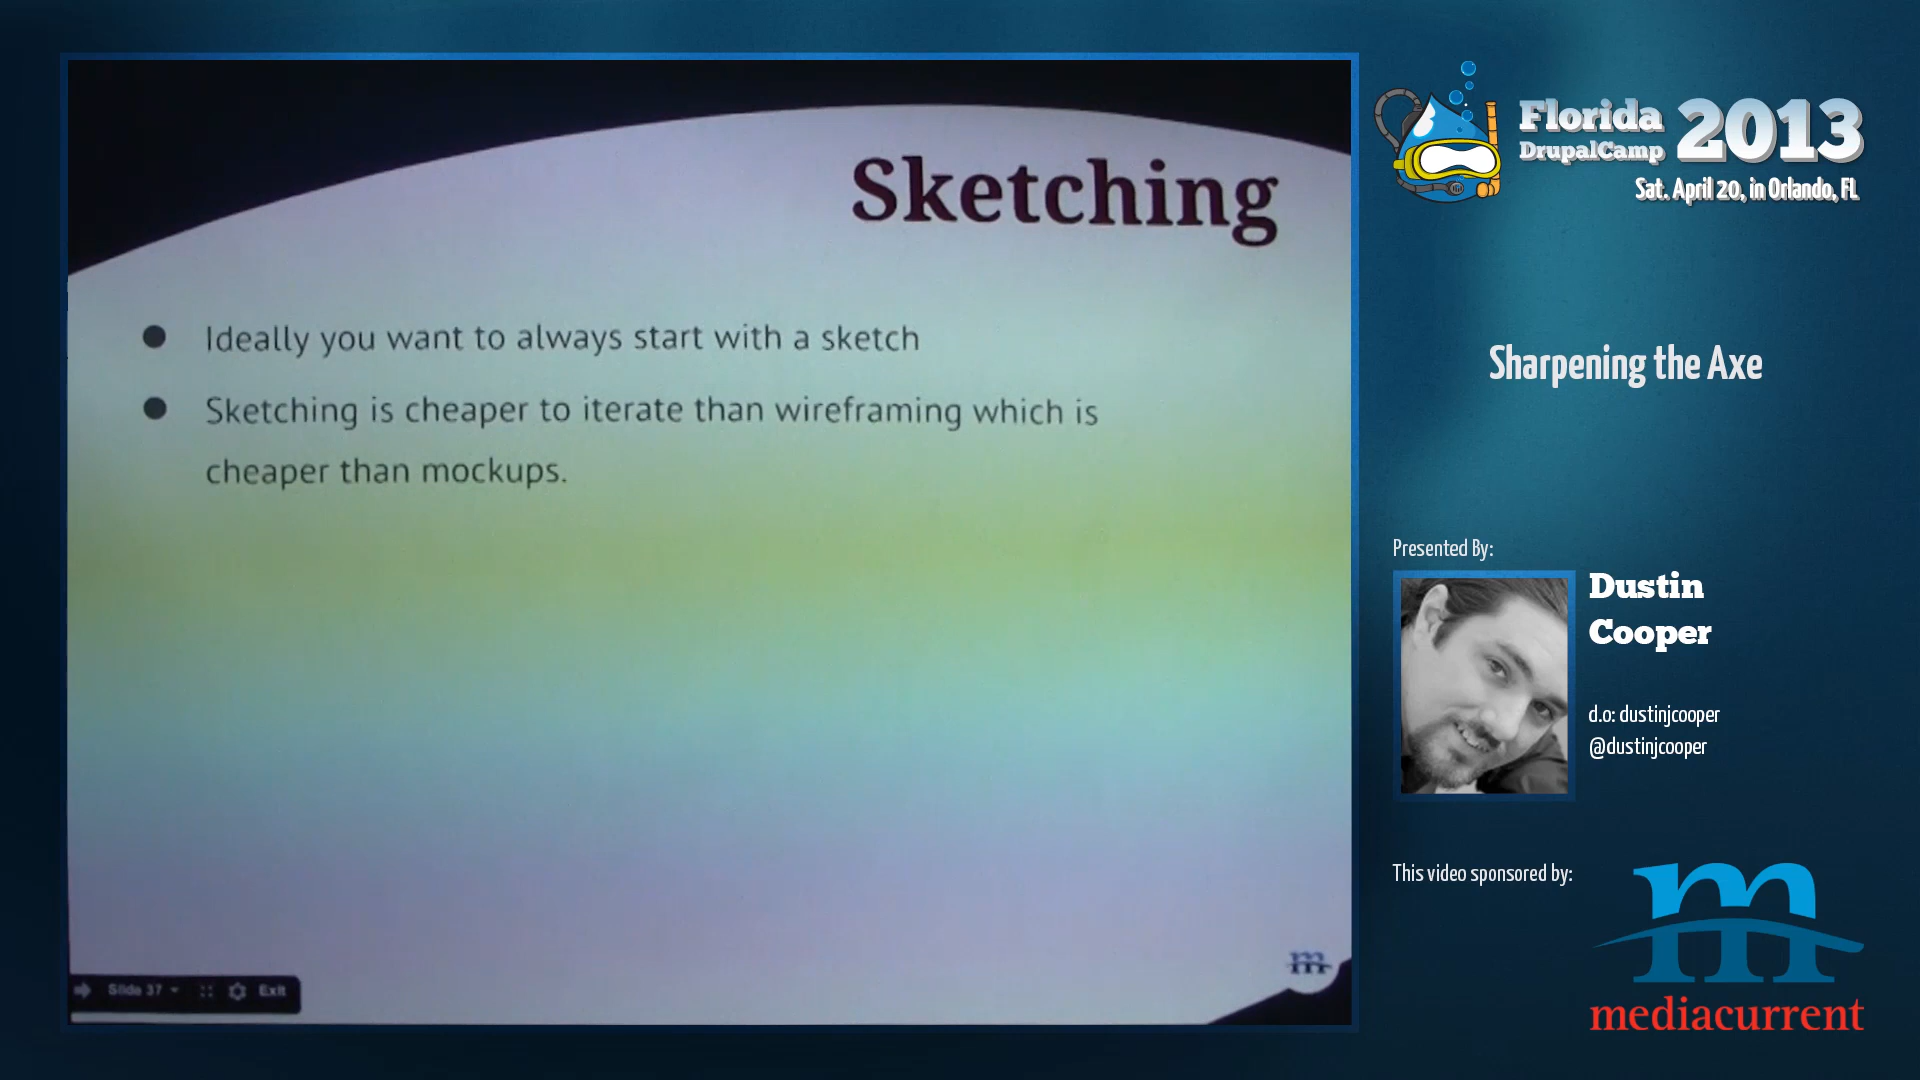 Sketching
Ideally you want to always start with a sketch
Sketching is cheaper to iterate than wireframing which is
cheaper than mockups.
m
Slide 37
Exit
Florida
DrupalCamp
2013
Sat. April 20, in Orlando, FL
Sharpening the Axe
Presented By:
Dustin
Cooper
d.o: dustinjcooper
@dustinjcooper
This video sponsored by:
m
mediacurrent